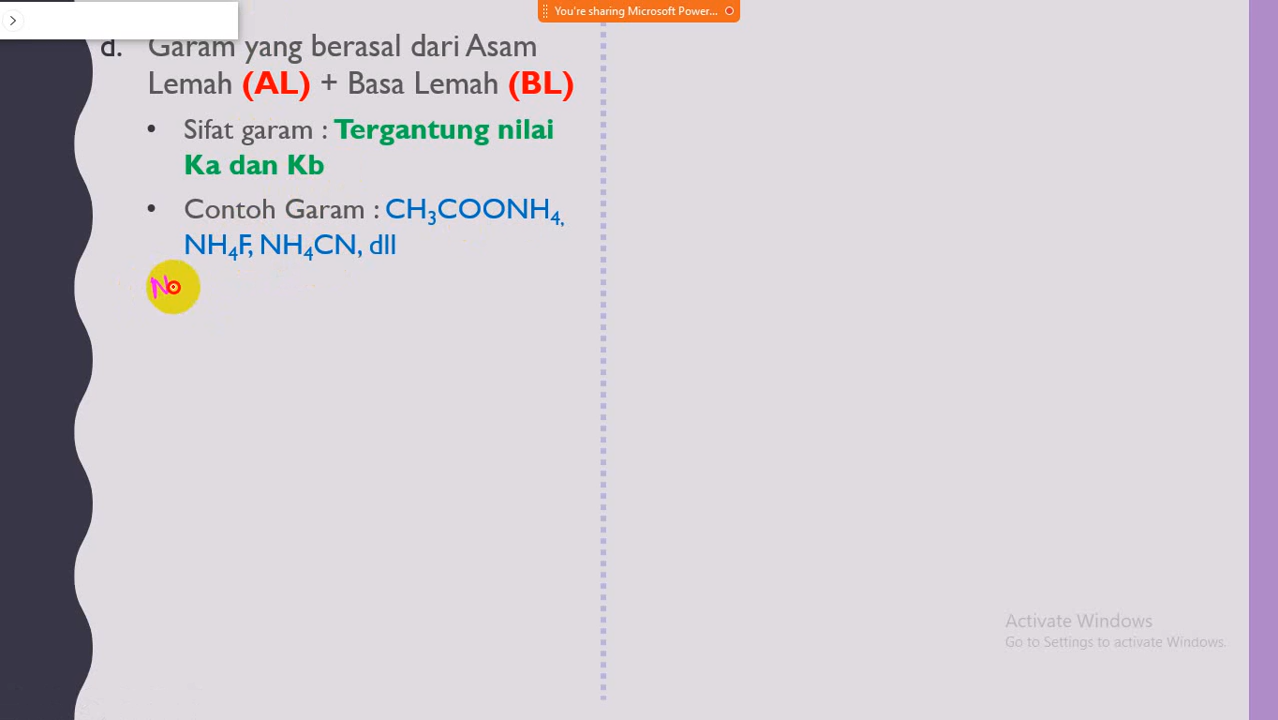 You're sharing Microsoft Power...
d. Garam yang berasal dari Asam
Lemah (AL) + Basa Lemah (BL)
• Sifat garam : Tergantung nilai
Ka dan Kb
• Contoh Garam : CH₃COONH₄,
NH₄F, NH₄CN, dll
N
Activate Windows
Go to Settings to activate Windows.